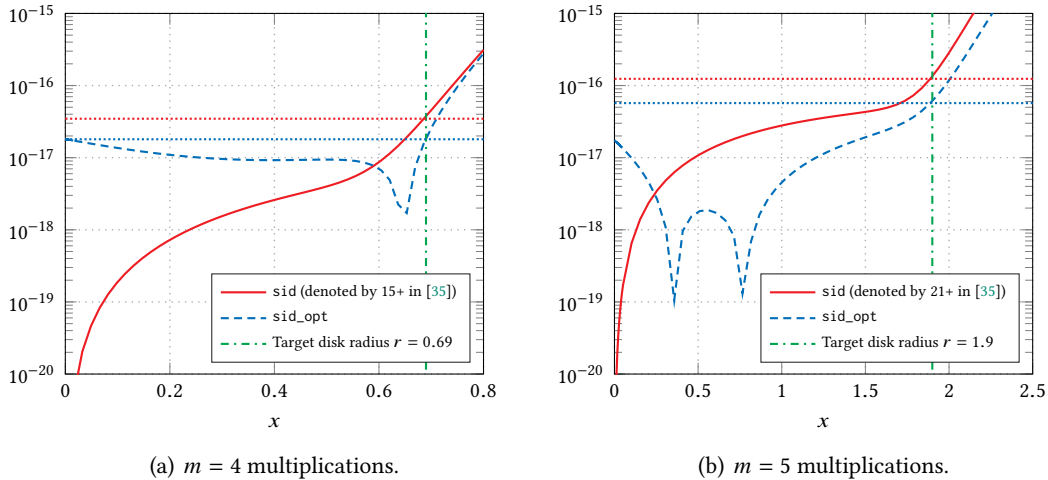 10⁻¹⁵
10⁻¹⁶
10⁻¹⁷
10⁻¹⁸
10⁻¹⁹
10⁻²⁰
0
0.2
0.4
0.6
0.8
x
sid (denoted by 15+ in [35])
sid_opt
Target disk radius r = 0.69
(a) m = 4 multiplications.
10⁻¹⁵
10⁻¹⁶
10⁻¹⁷
10⁻¹⁸
10⁻¹⁹
10⁻²⁰
0
0.5
1
1.5
2
2.5
x
sid (denoted by 21+ in [35])
sid_opt
Target disk radius r = 1.9
(b) m = 5 multiplications.